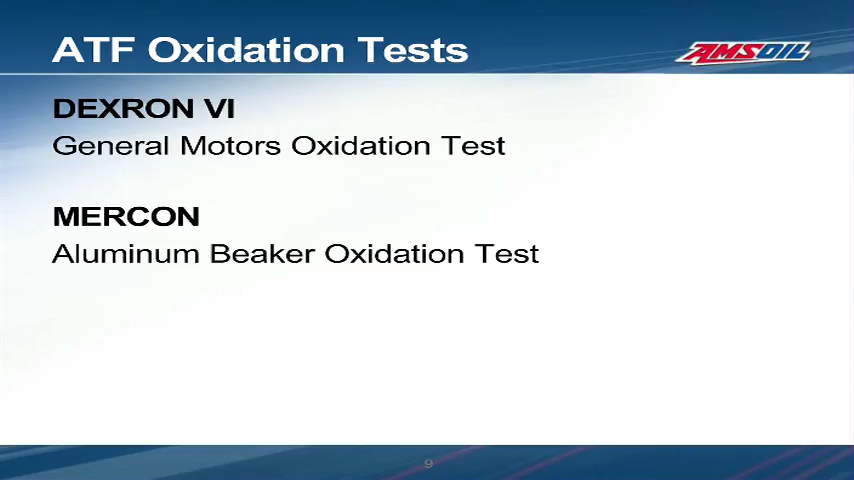 ATF Oxidation Tests
AMSOIL
DEXRON VI
General Motors Oxidation Test
MERCON
Aluminum Beaker Oxidation Test
9